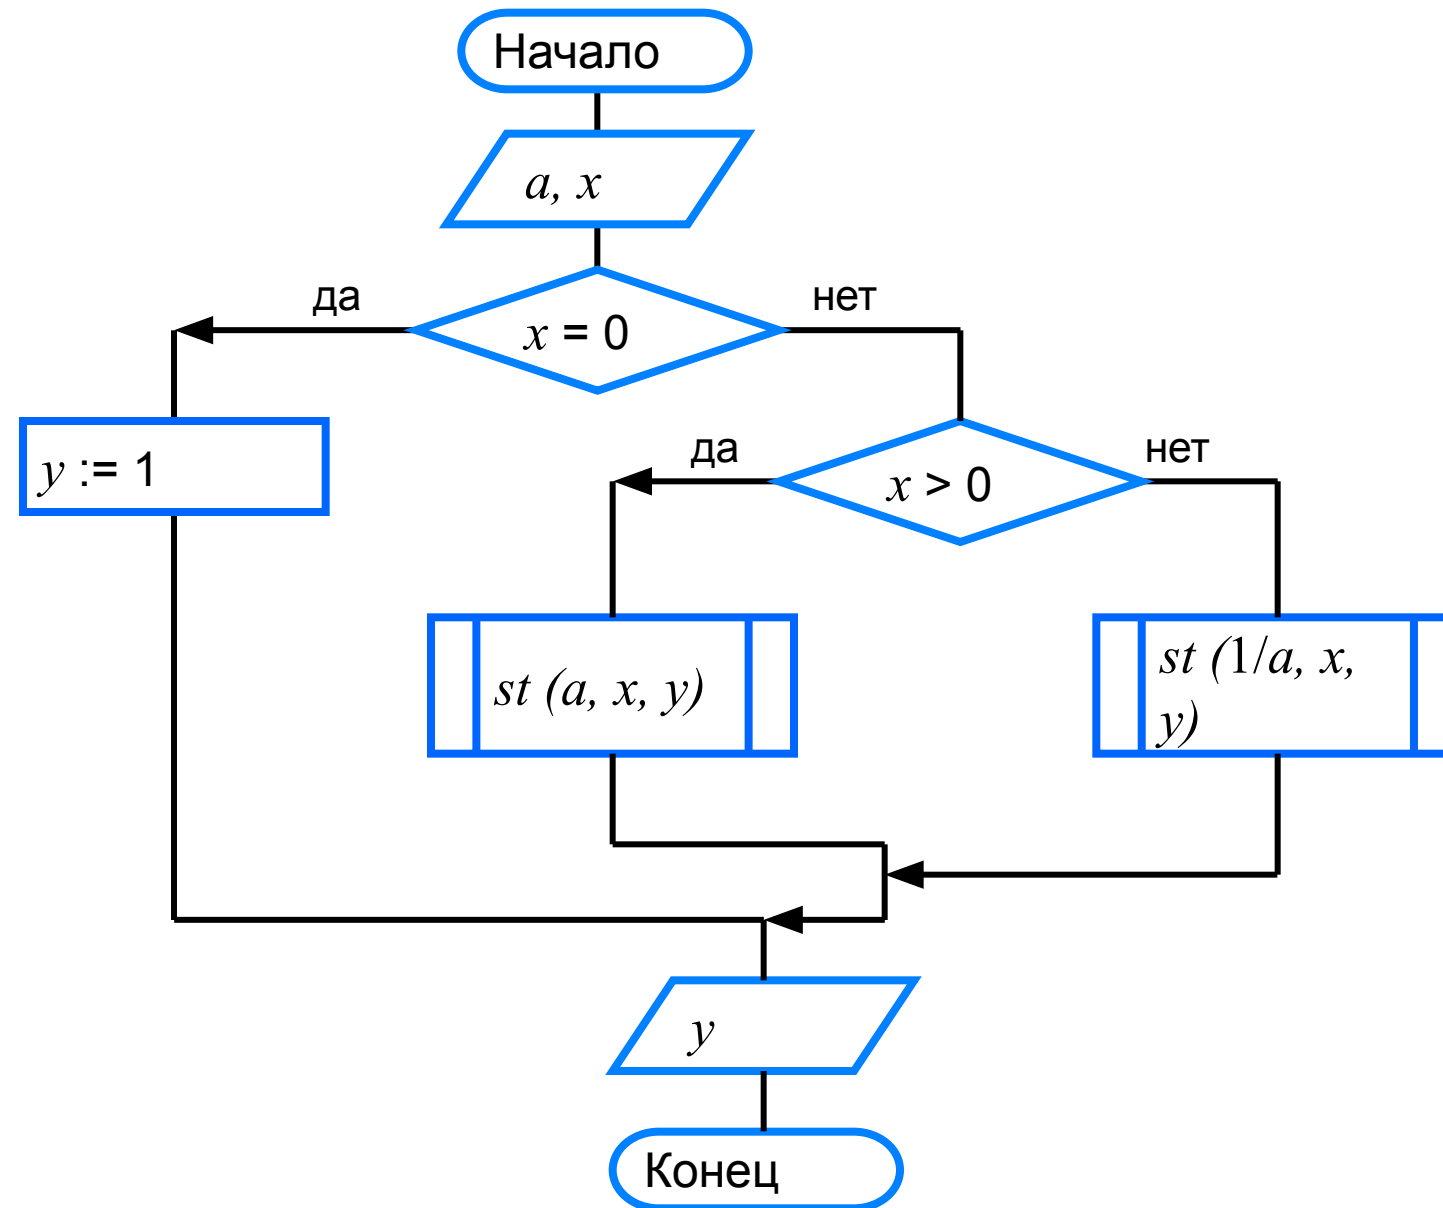 Начало
a, x
да
нет
x = 0
да
нет
y := 1
x > 0
st (a, x, y)
st (1/a, x,
y)
y
Конец